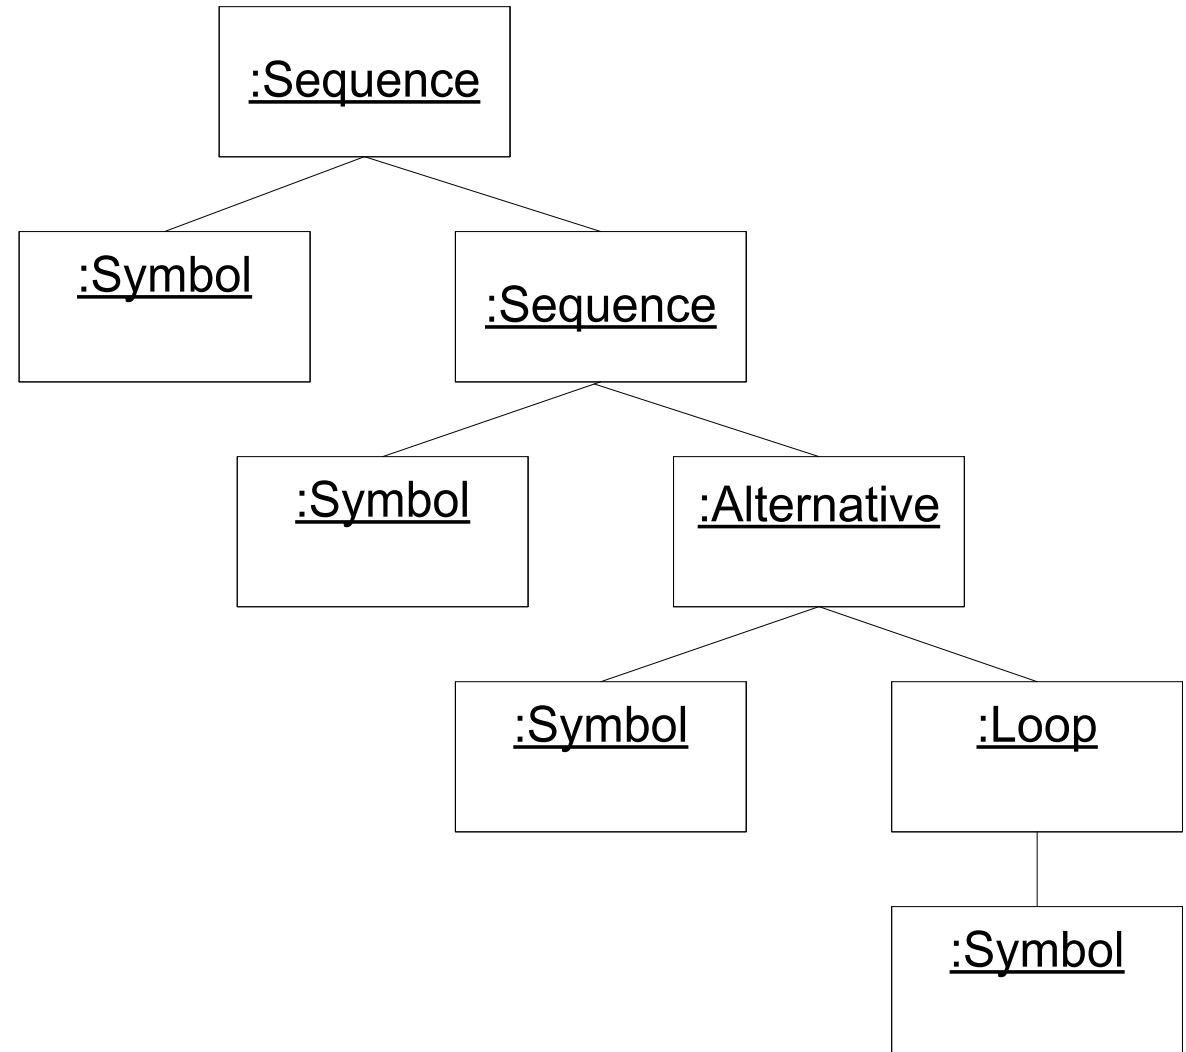 :Sequence
:Symbol
:Sequence
:Symbol
:Alternative
:Symbol
:Loop
:Symbol